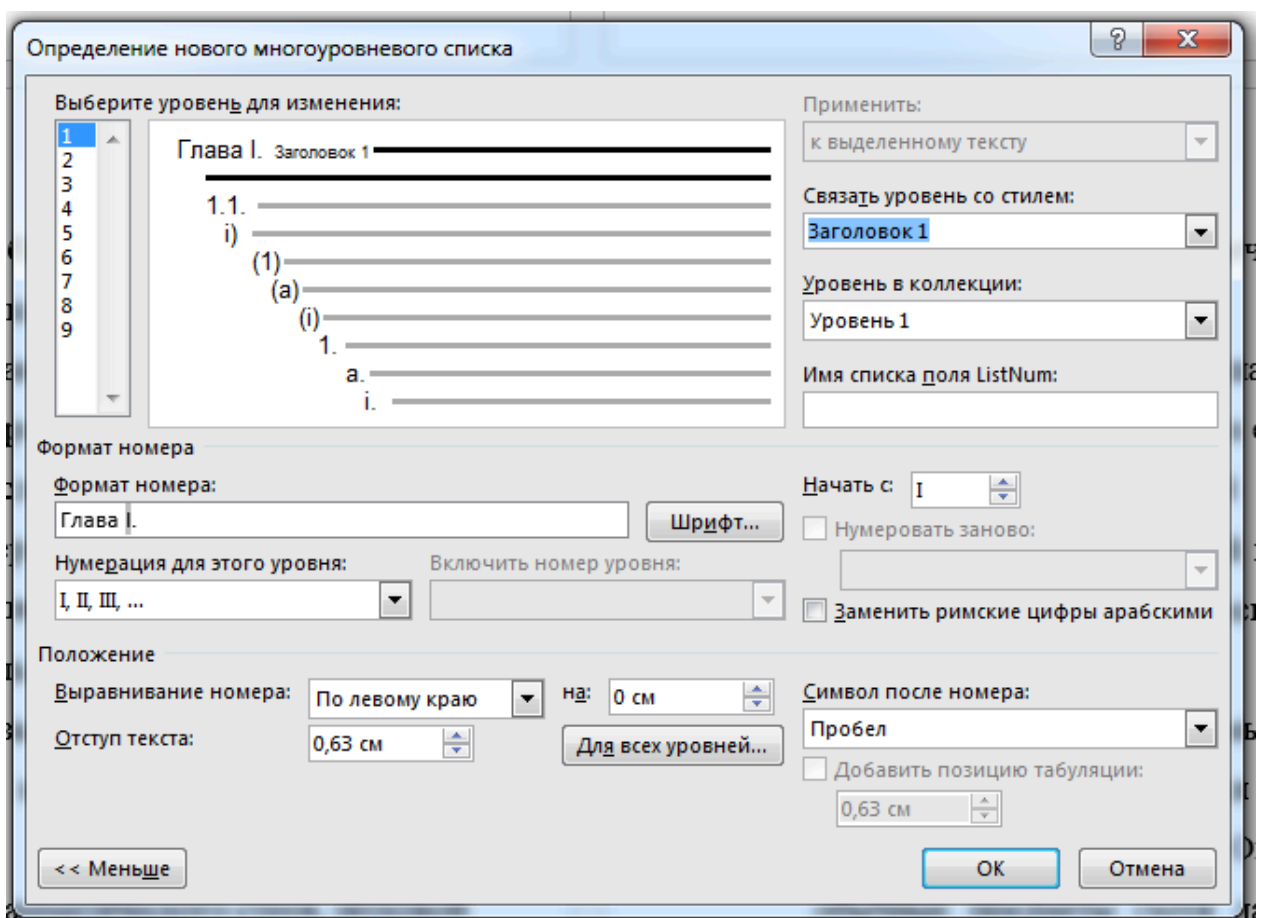 Определение нового многоуровневого списка
Выберите уровень для изменения:
1
2
3
4
5
6
7
8
9
Глава I. Заголовок 1
1.1.
i)
(1)
(a)
(i)
1.
a.
i.
Применить:
к выделенному тексту
Связать уровень со стилем:
Заголовок 1
Уровень в коллекции:
Уровень 1
Имя списка поля ListNum:
Формат номера
Формат номера:
Глава I.
Шрифт...
Начать с: I
Нумеровать заново:
Нумерация для этого уровня:
I, II, III, ...
Включить номер уровня:
Заменить римские цифры арабскими
Положение
Выравнивание номера: По левому краю на: 0 см
Отступ текста: 0,63 см Для всех уровней...
Символ после номера:
Пробел
Добавить позицию табуляции:
0,63 см
<< Меньше
ОК Отмена